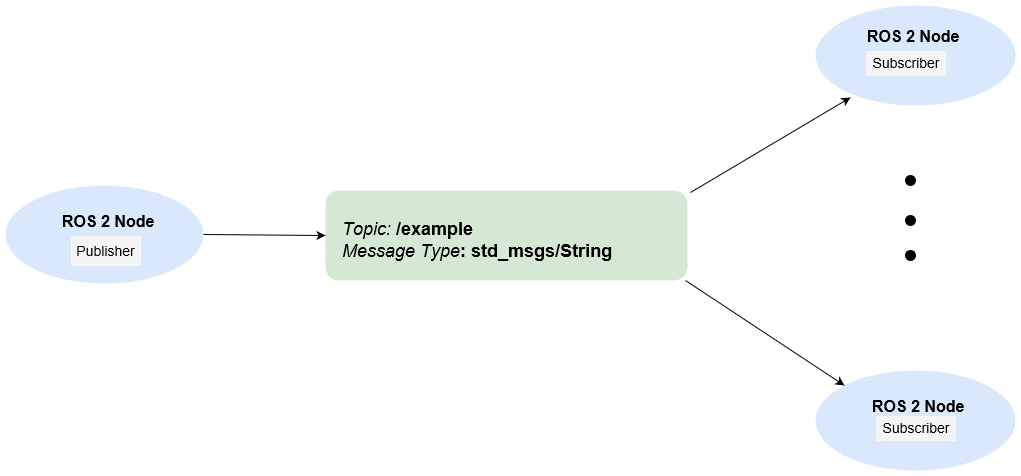 ROS 2 Node
Subscriber
ROS 2 Node
Publisher
Topic: /example
Message Type: std_msgs/String
ROS 2 Node
Subscriber